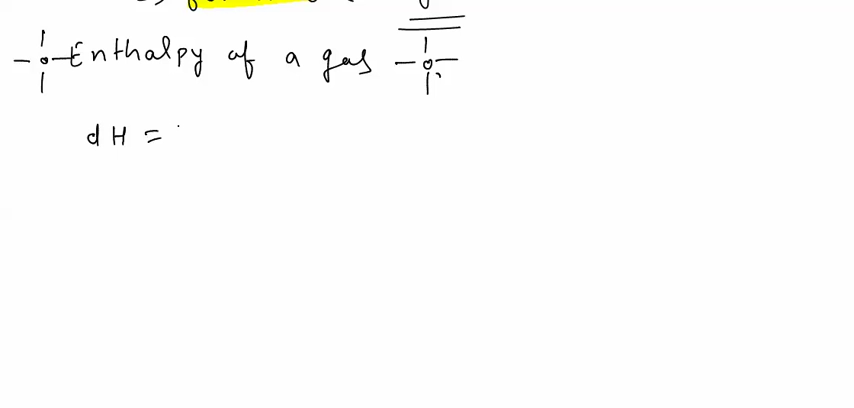 Enthalpy of a gas
dH =